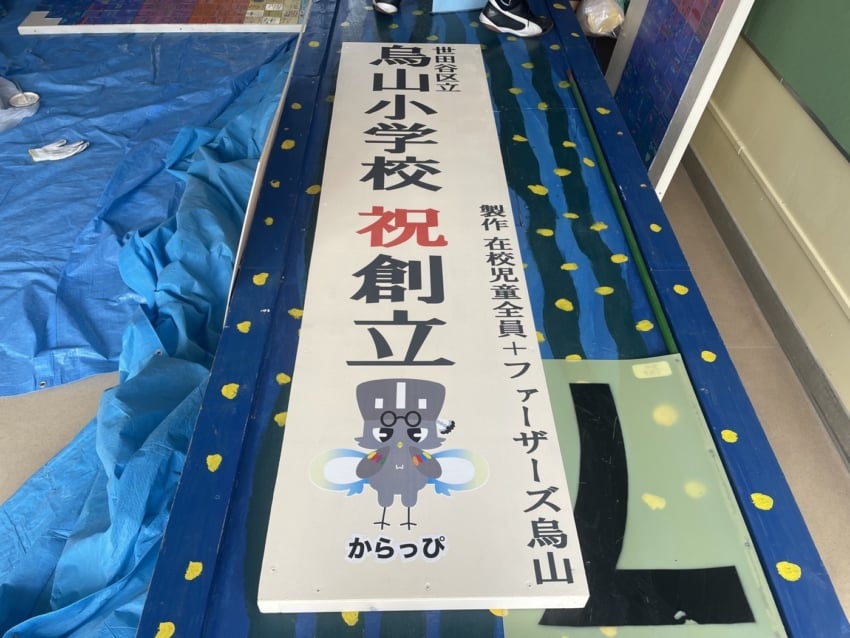 世田谷区立
烏山小学校 祝創立
製作 在校児童全員＋ファーザーズ烏山
からっぴ